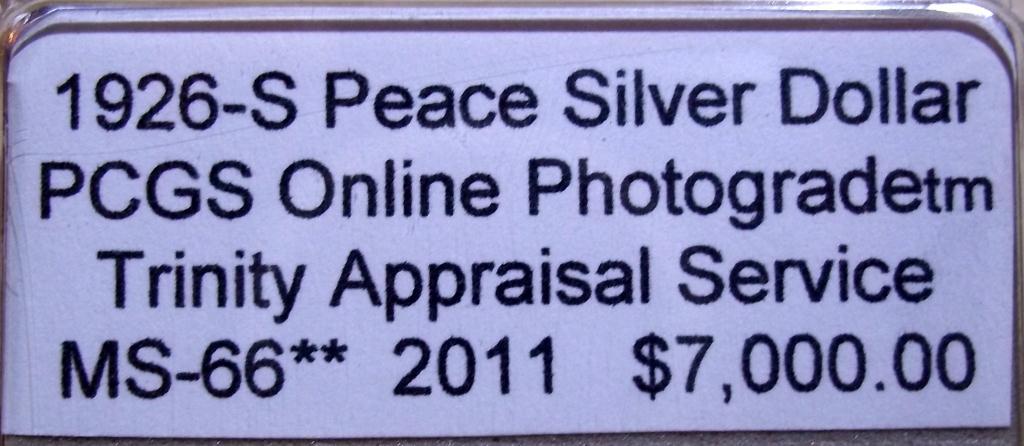 1926-S Peace Silver Dollar
PCGS Online Photogradetm
Trinity Appraisal Service
MS-66** 2011 $7,000.00